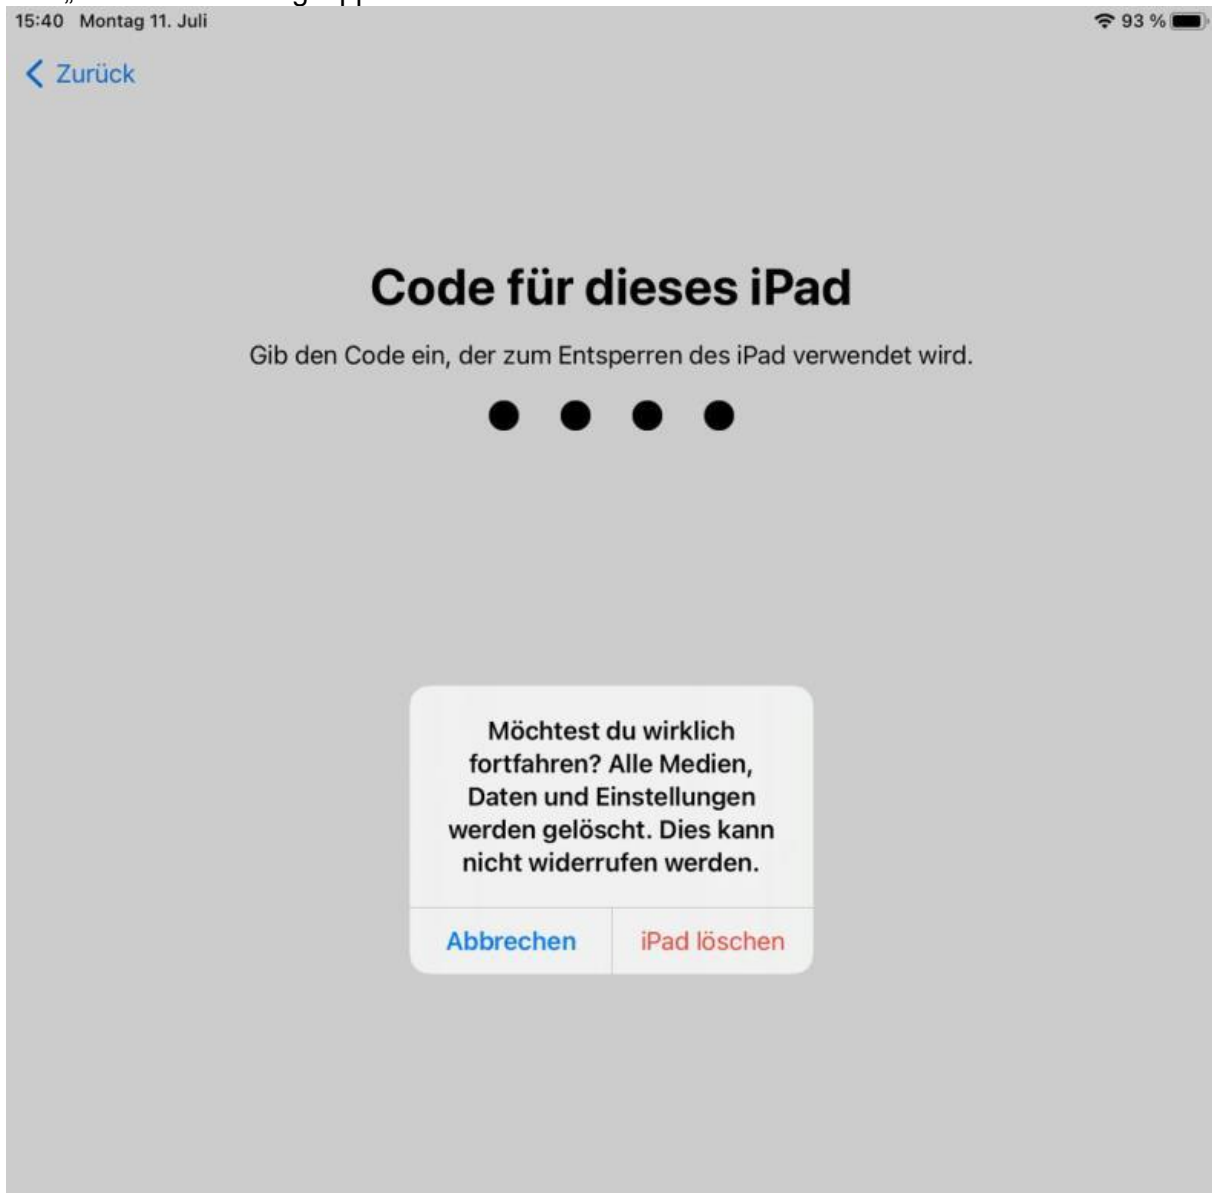 15:40 Montag 11. Juli 93 %
Zurück
Code für dieses iPad
Gib den Code ein, der zum Entsperren des iPad verwendet wird.
Möchtest du wirklich
fortfahren? Alle Medien,
Daten und Einstellungen
werden gelöscht. Dies kann
nicht widerrufen werden.
Abbrechen iPad löschen